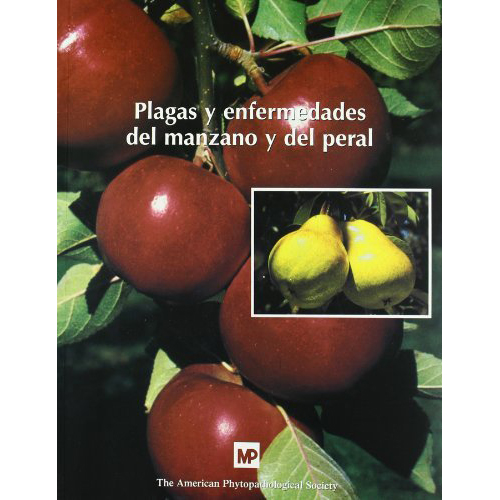 Plagas y enfermedades
del manzano y del peral
MP
The American Phytopathological Society